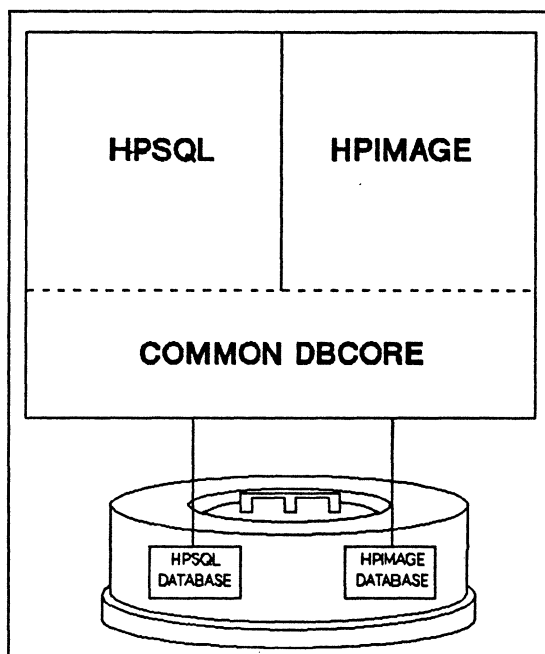 HPSQL
HPIMAGE
COMMON DBCORE
HPSQL
DATABASE
HPIMAGE
DATABASE